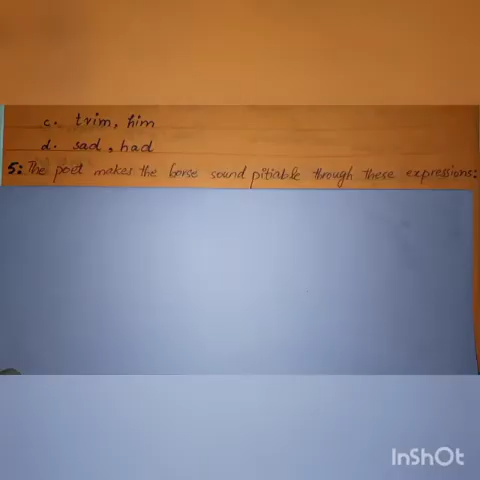 c. trim, him
d. sad, had
5: The poet makes the horse sound pitiable through these expressions:
InShOt